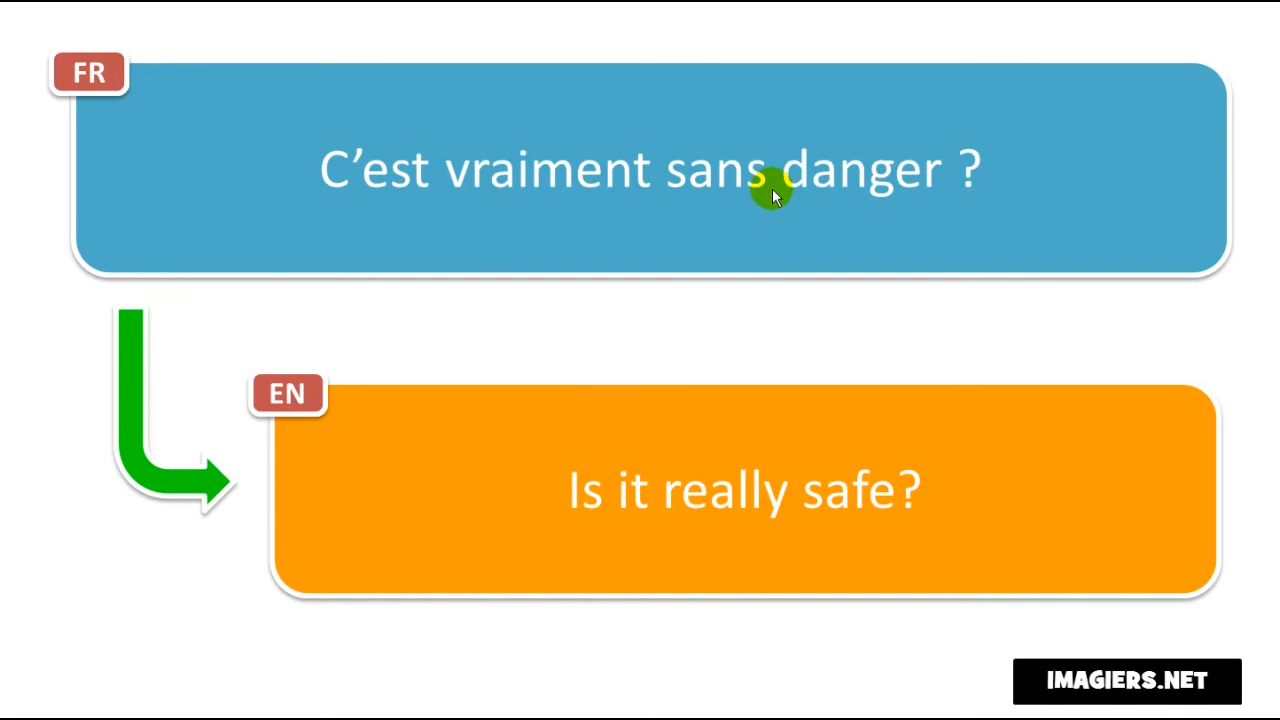 FR
C’est vraiment sans danger ?
EN
Is it really safe?
IMAGIERS.NET